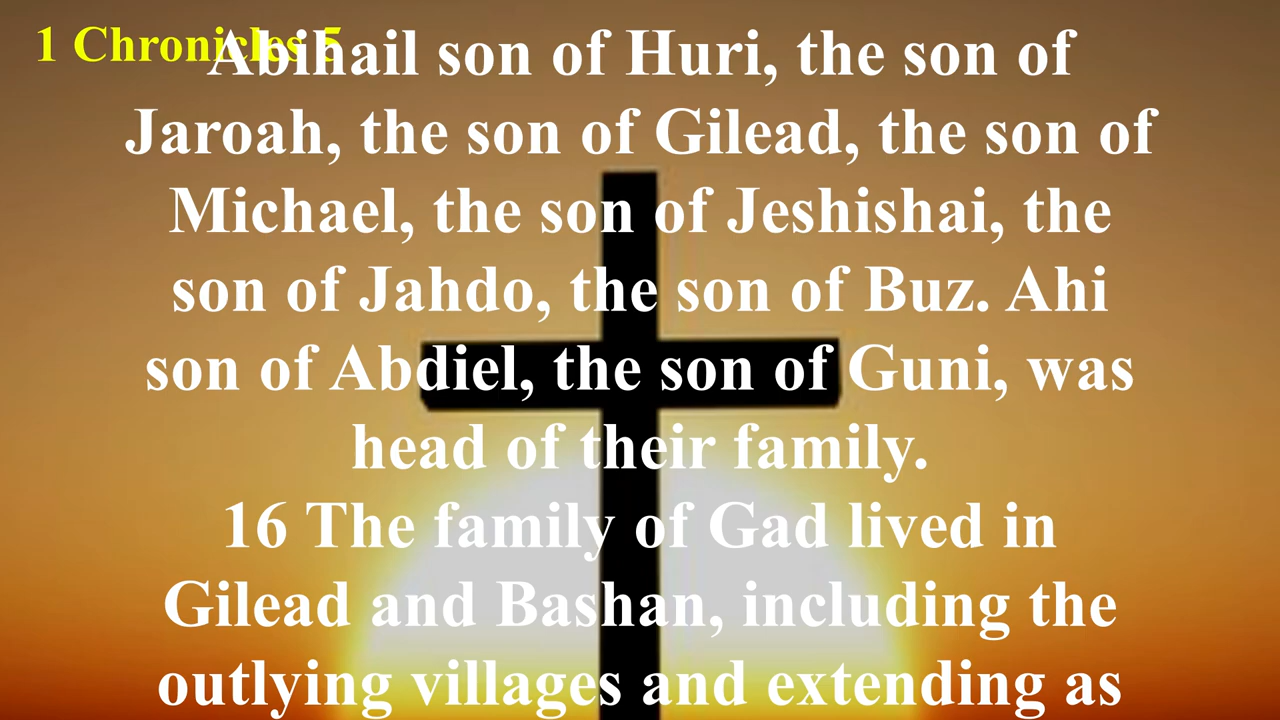 1 Chronicles 5
Abihail son of Huri, the son of
Jaroah, the son of Gilead, the son of
Michael, the son of Jeshishai, the
son of Jahdo, the son of Buz. Ahi
son of Abdiel, the son of Guni, was
head of their family.
16 The family of Gad lived in
Gilead and Bashan, including the
outlying villages and extending as